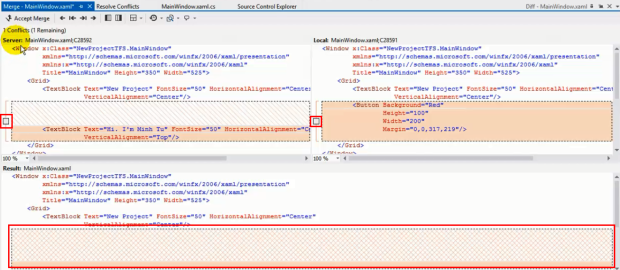 Merge - MainWindow.xaml* Resolve Conflicts MainWindow.xaml.cs Source Control Explorer Diff - MainWindow.xaml
Accept Merge
1 Conflicts (1 Remaining)
Server: MainWindow.xaml;C28592
<Window x:Class="NewProjectTFS.MainWindow"
xmlns="http://schemas.microsoft.com/winfx/2006/xaml/presentation"
xmlns:x="http://schemas.microsoft.com/winfx/2006/xaml"
Title="MainWindow" Height="350" Width="525">
<Grid>
<TextBlock Text="New Project" FontSize="50" HorizontalAlignment="Cent
VerticalAlignment="Center"/>
<TextBlock Text="Hi. I'm Minh Tu" FontSize="50" HorizontalAlignment="C
VerticalAlignment="Top"/>
</Grid>
</Window>
100 %
Local: MainWindow.xaml;C28591
<Window x:Class="NewProjectTFS.MainWindow"
xmlns="http://schemas.microsoft.com/winfx/2006/xaml/presentation"
xmlns:x="http://schemas.microsoft.com/winfx/2006/xaml"
Title="MainWindow" Height="350" Width="525">
<Grid>
<TextBlock Text="New Project" FontSize="50" HorizontalAlignment="Cente
VerticalAlignment="Center"/>
<Button Background="Red"
Height="100"
Width="200"
Margin="0,0,317,219"/>
</Grid>
</Window>
100 %
Result: MainWindow.xaml
<Window x:Class="NewProjectTFS.MainWindow"
xmlns="http://schemas.microsoft.com/winfx/2006/xaml/presentation"
xmlns:x="http://schemas.microsoft.com/winfx/2006/xaml"
Title="MainWindow" Height="350" Width="525">
<Grid>
<TextBlock Text="New Project" FontSize="50" HorizontalAlignment="Center"
VerticalAlignment="Center"/>